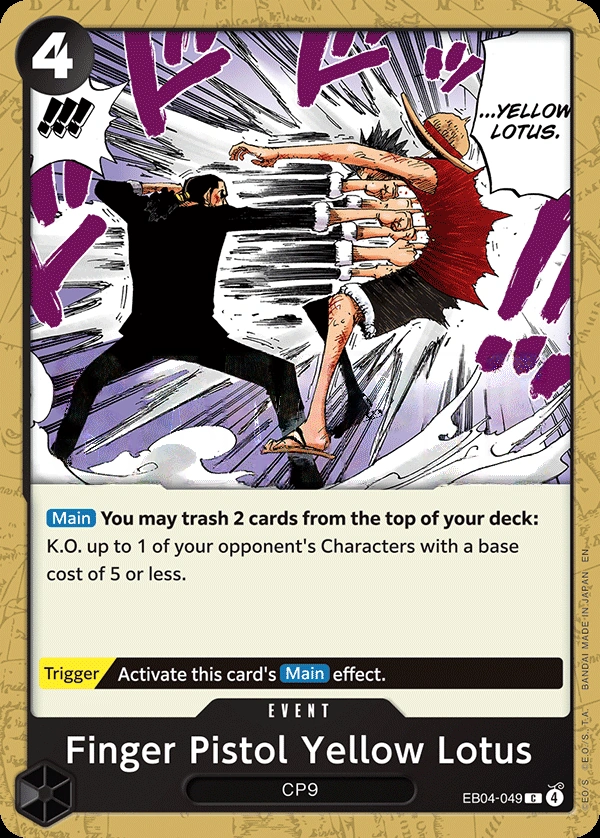 4
!!!
...YELLOW
LOTUS.
Main You may trash 2 cards from the top of your deck:
K.O. up to 1 of your opponent's Characters with a base
cost of 5 or less.
Trigger Activate this card's Main effect.
EVENT
Finger Pistol Yellow Lotus
CP9
EB04-049 C 4
©E.O./S. ©E.O./S.,T.A. BANDAI MADE IN JAPAN EN